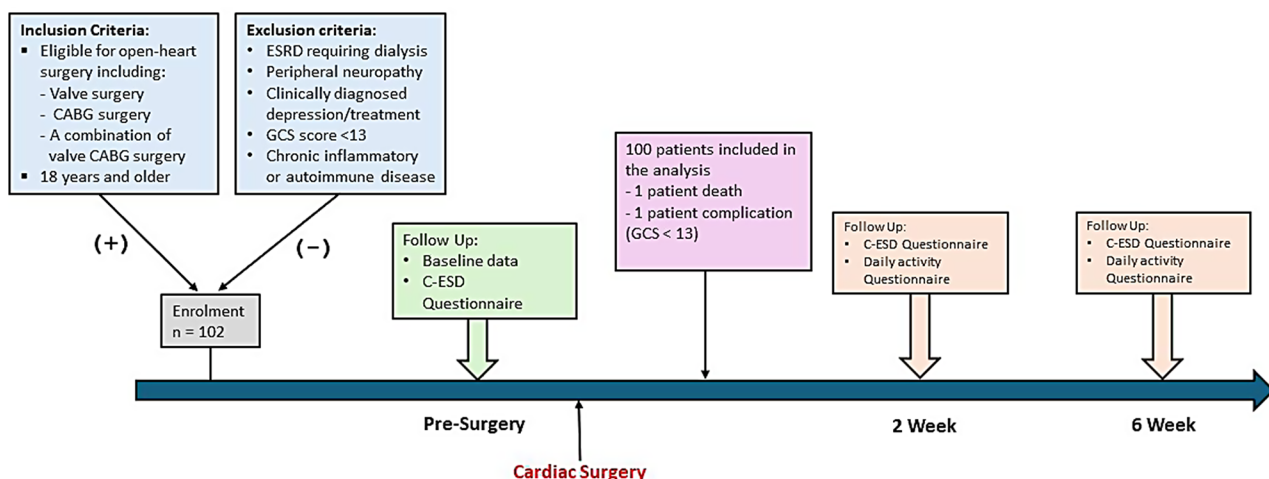 Inclusion Criteria:
▪ Eligible for open-heart
surgery including:
- Valve surgery
- CABG surgery
- A combination of
valve CABG surgery
▪ 18 years and older
Exclusion criteria:
• ESRD requiring dialysis
• Peripheral neuropathy
• Clinically diagnosed
depression/treatment
• GCS score <13
• Chronic inflammatory
or autoimmune disease
(+)
(−)
Enrolment
n = 102
Follow Up:
• Baseline data
• C-ESD
Questionnaire
100 patients included in
the analysis
- 1 patient death
- 1 patient complication
(GCS < 13)
Follow Up:
• C-ESD Questionnaire
• Daily activity
Questionnaire
Follow Up:
• C-ESD Questionnaire
• Daily activity
Questionnaire
Pre-Surgery
2 Week
6 Week
Cardiac Surgery